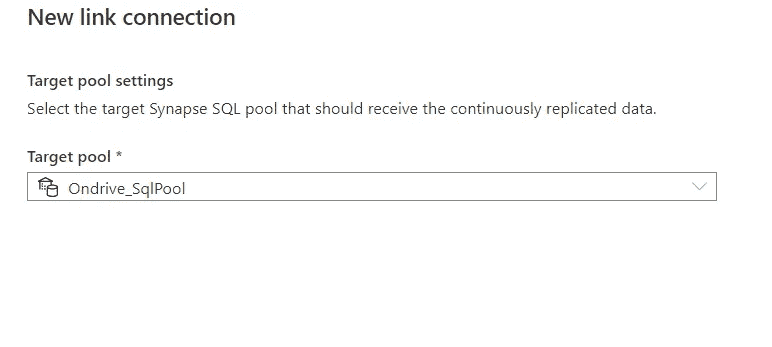 New link connection
Target pool settings
Select the target Synapse SQL pool that should receive the continuously replicated data.
Target pool *
Ondrive_SqlPool